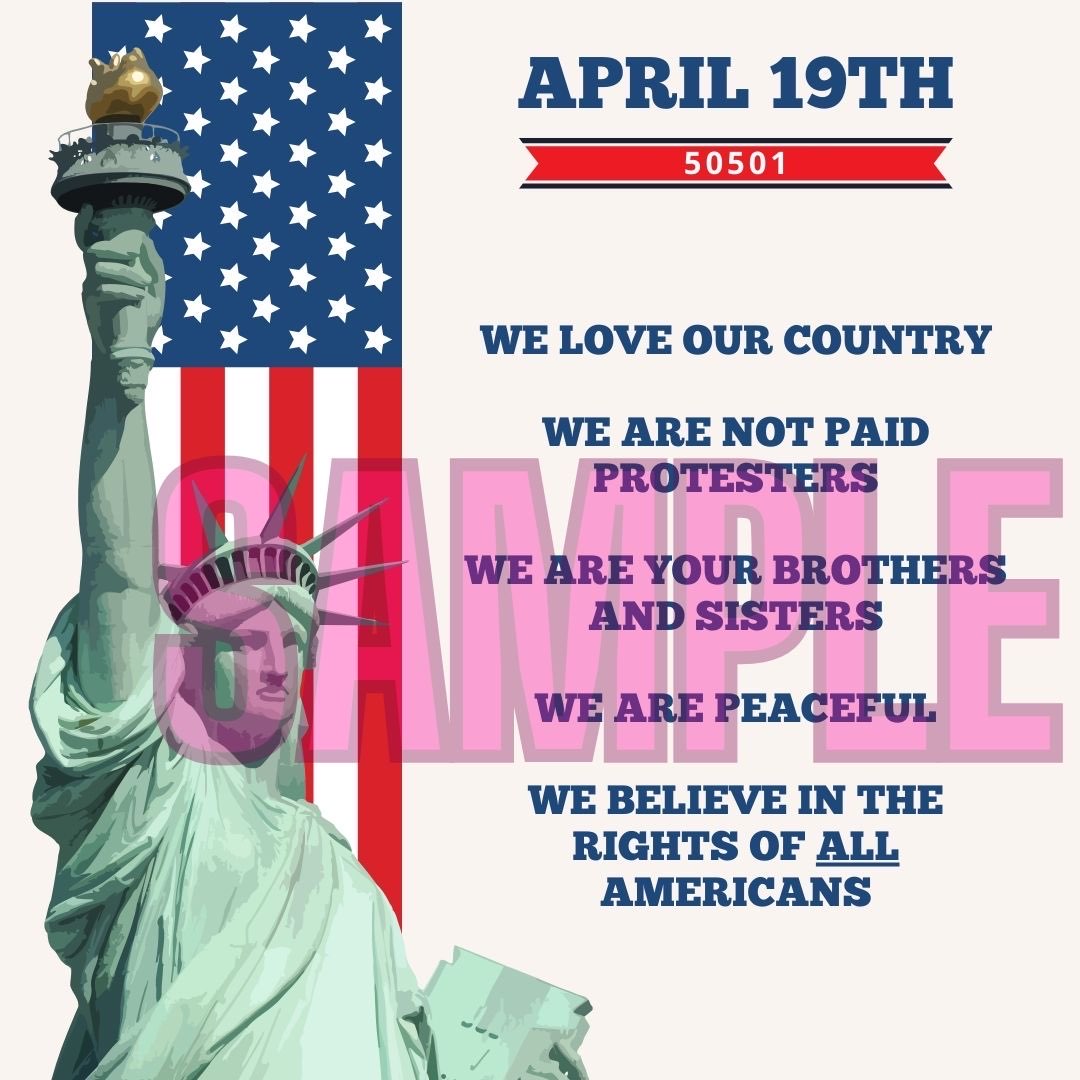 APRIL 19TH
50501
WE LOVE OUR COUNTRY
WE ARE NOT PAID
PROTESTERS
SAMPLE
WE ARE YOUR BROTHERS
AND SISTERS
WE ARE PEACEFUL
WE BELIEVE IN THE
RIGHTS OF ALL
AMERICANS